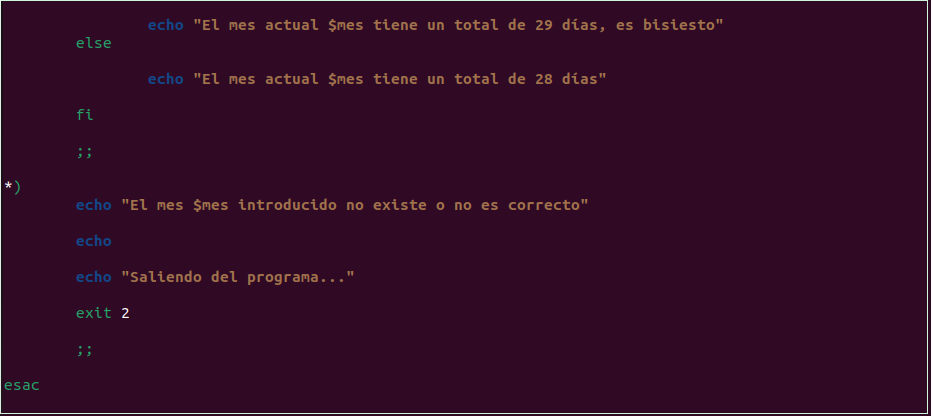 echo "El mes actual $mes tiene un total de 29 días, es bisiesto"
else
echo "El mes actual $mes tiene un total de 28 días"
fi
;;
*)
echo "El mes $mes introducido no existe o no es correcto"
echo
echo "Saliendo del programa..."
exit 2
;;
esac